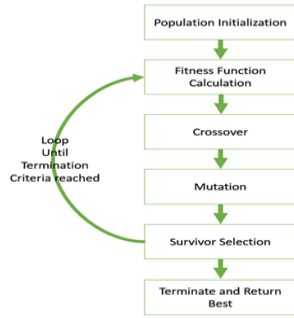 Population Initialization
Fitness Function
Calculation
Crossover
Loop
Until
Termination
Criteria reached
Mutation
Survivor Selection
Terminate and Return
Best